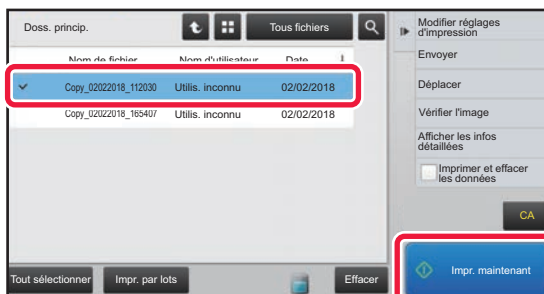 Doss. princip.
Tous fichiers
Nom de fichier Nom d'utilisateur Date
Copy_02022018_112030 Utilis. inconnu 02/02/2018
Copy_02022018_165407 Utilis. inconnu 02/02/2018
Tout sélectionner
Impr. par lots
Effacer
Modifier réglages
d'impression
Envoyer
Déplacer
Vérifier l'image
Afficher les infos
détaillées
Imprimer et effacer
les données
CA
Impr. maintenant